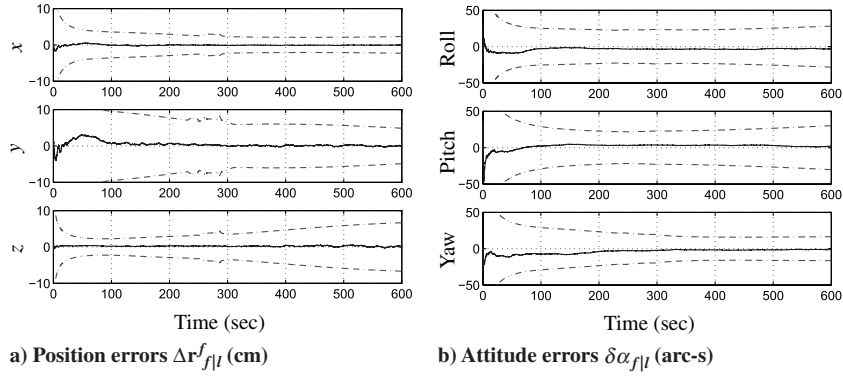 10
0
−10
0 100 200 300 400 500 600
x
10
0
−10
0 100 200 300 400 500 600
y
10
0
−10
0 100 200 300 400 500 600
z
Time (sec)
a) Position errors Δr^f_{f|l} (cm)
50
0
−50
0 100 200 300 400 500 600
Roll
50
0
−50
0 100 200 300 400 500 600
Pitch
50
0
−50
0 100 200 300 400 500 600
Yaw
Time (sec)
b) Attitude errors δα_{f|l} (arc-s)